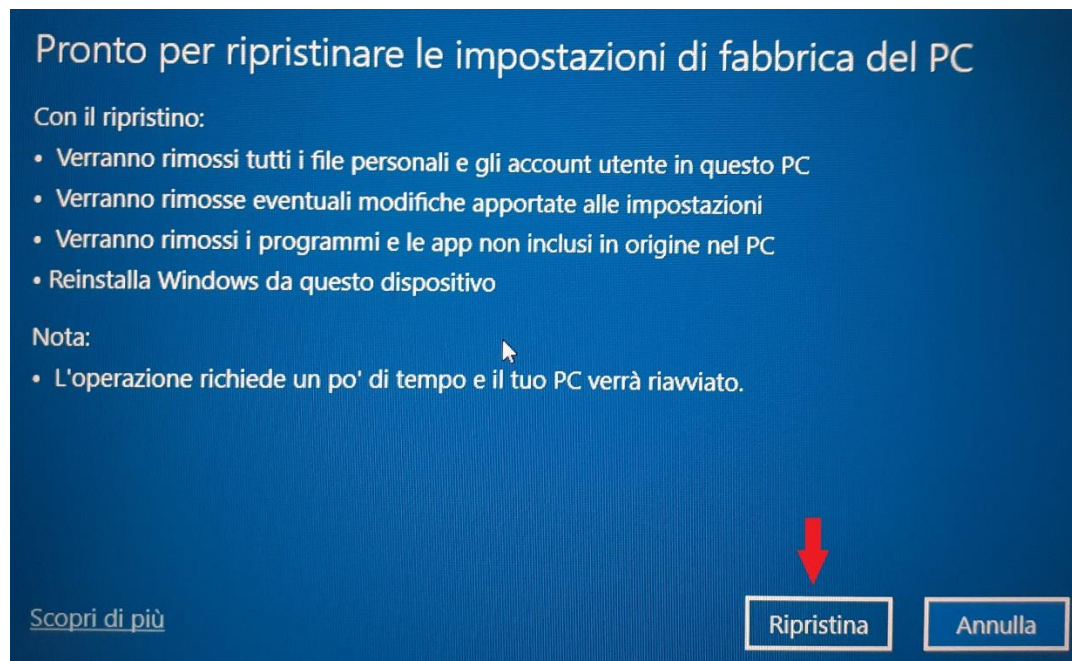 Pronto per ripristinare le impostazioni di fabbrica del PC
Con il ripristino:
• Verranno rimossi tutti i file personali e gli account utente in questo PC
• Verranno rimosse eventuali modifiche apportate alle impostazioni
• Verranno rimossi i programmi e le app non inclusi in origine nel PC
• Reinstalla Windows da questo dispositivo
Nota:
• L'operazione richiede un po' di tempo e il tuo PC verrà riavviato.
Scopri di più
Ripristina
Annulla